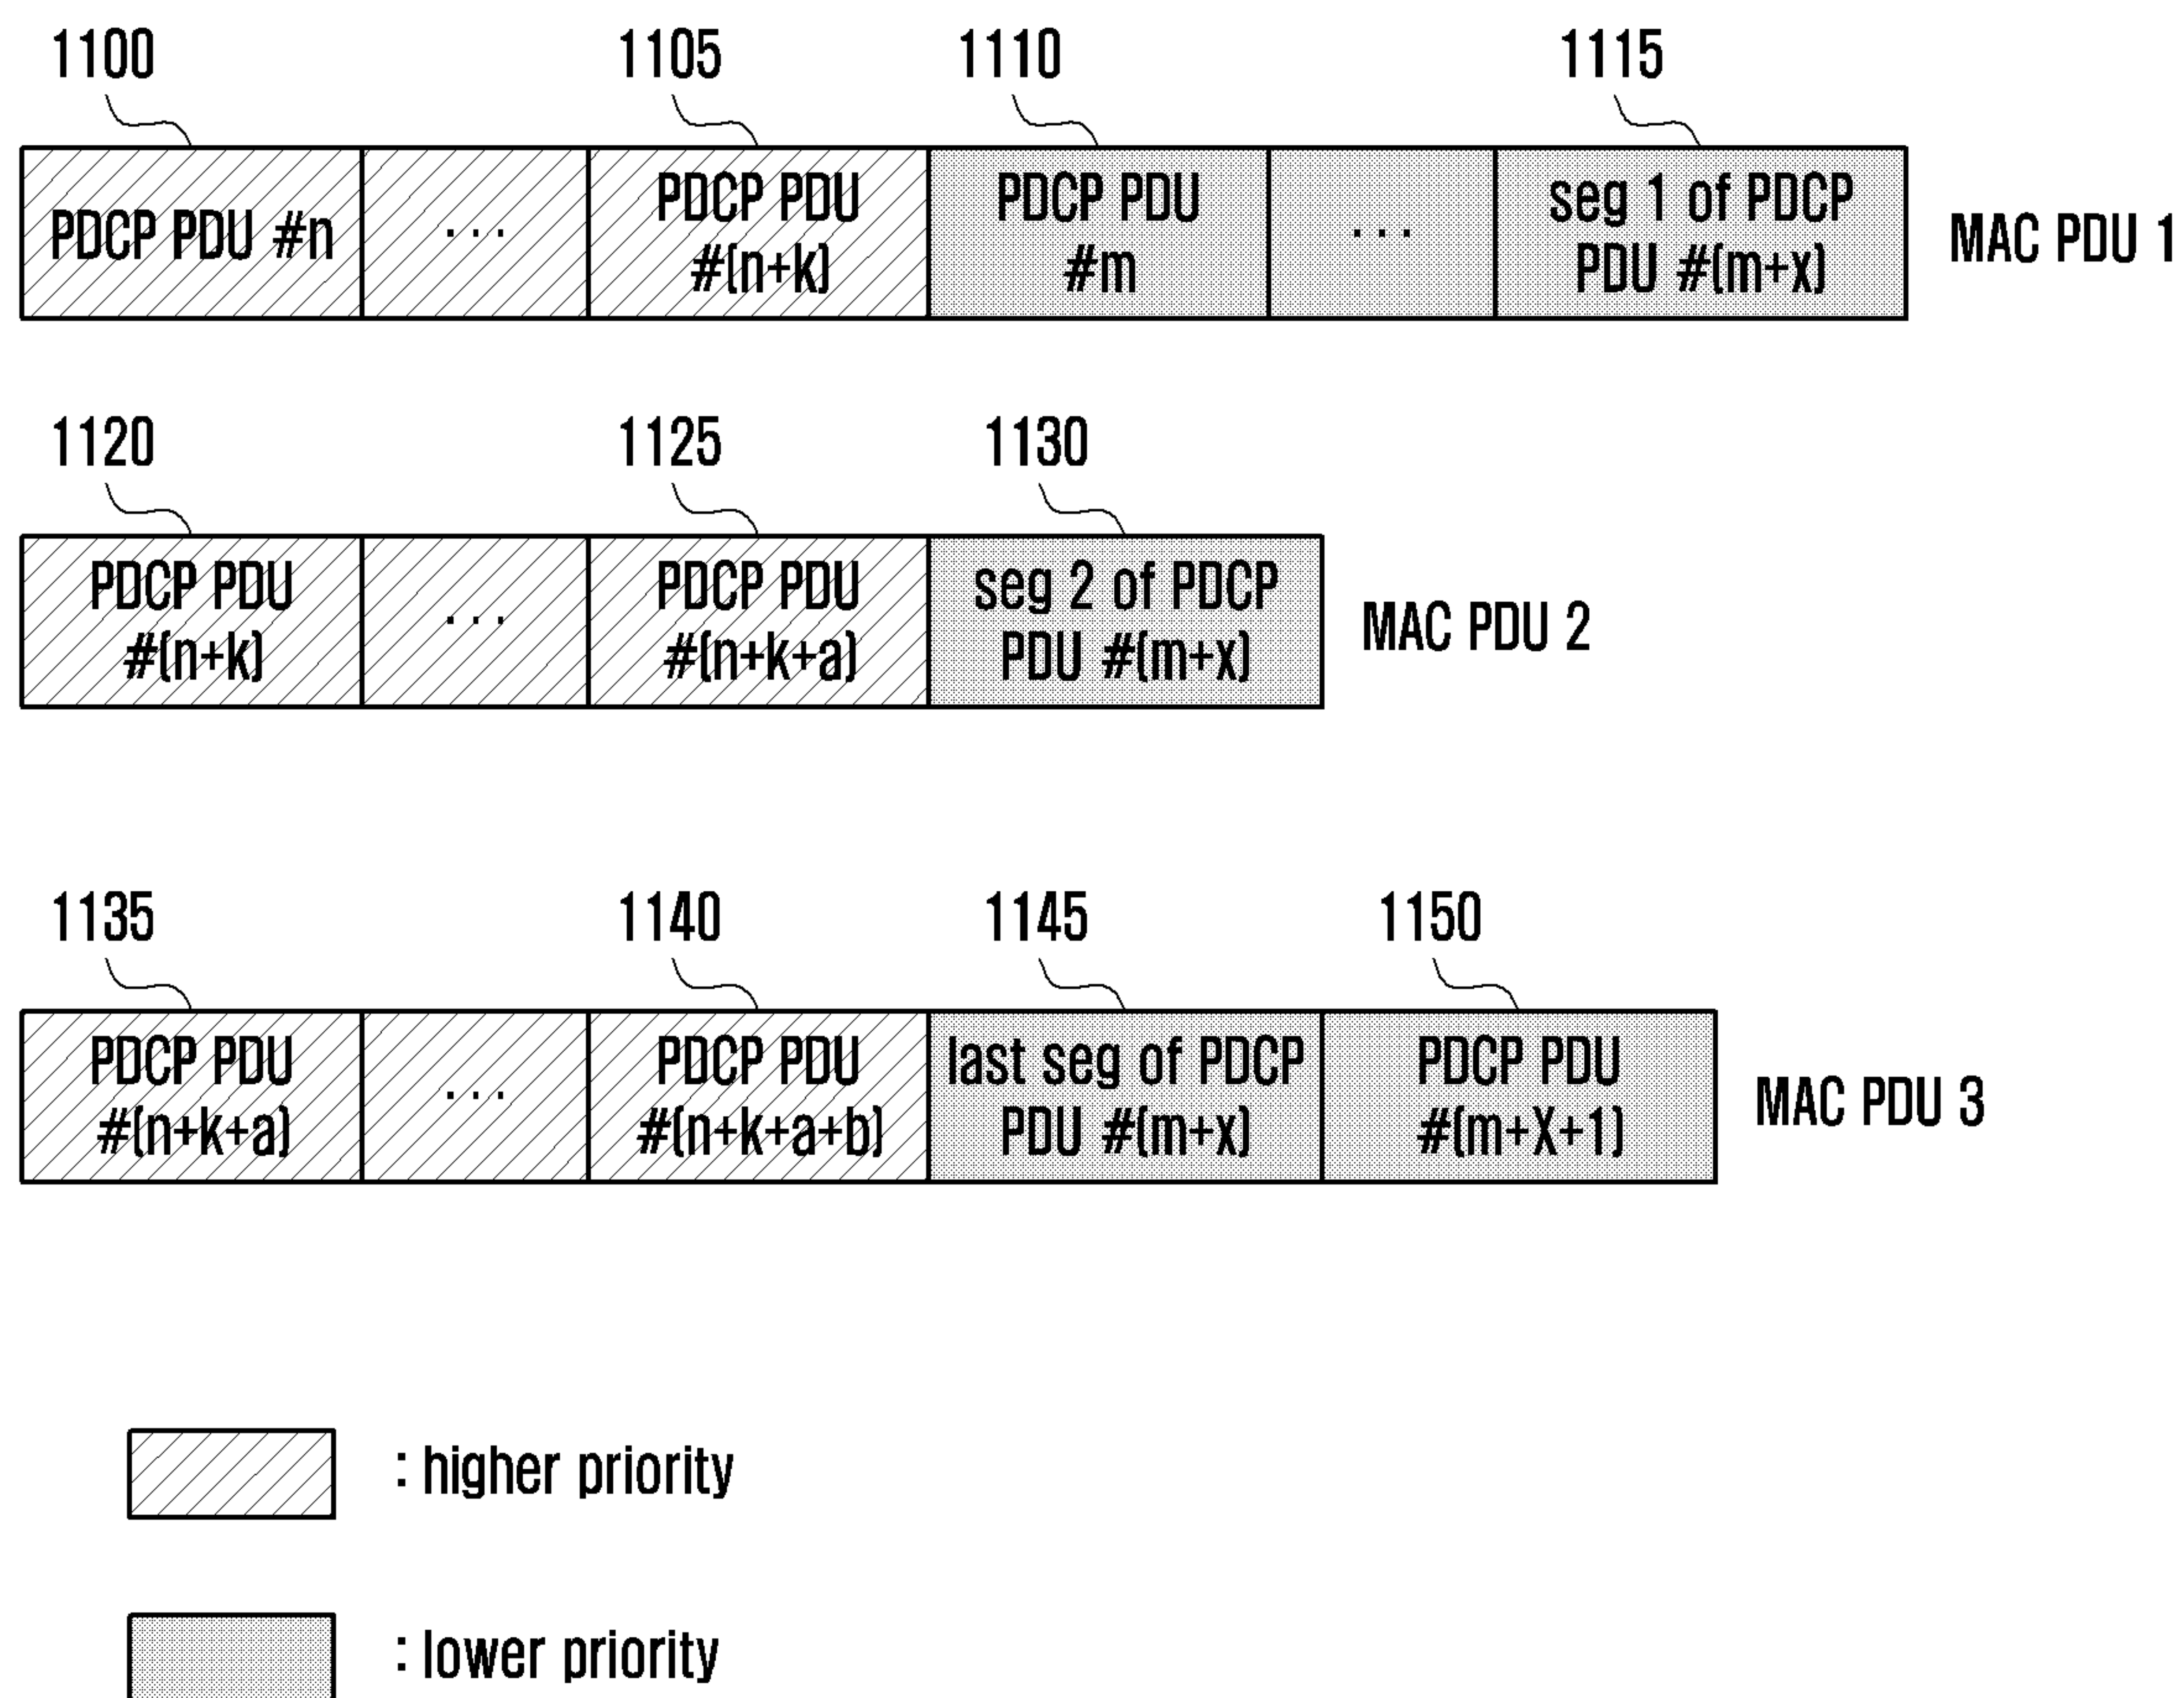 1100 1105 1110 1115
PDCP PDU #n ... PDCP PDU #(n+k) PDCP PDU #m ... seg 1 of PDCP PDU #(m+x) MAC PDU 1
1120 1125 1130
PDCP PDU #(n+k) ... PDCP PDU #(n+k+a) seg 2 of PDCP PDU #(m+x) MAC PDU 2
1135 1140 1145 1150
PDCP PDU #(n+k+a) ... PDCP PDU #(n+k+a+b) last seg of PDCP PDU #(m+x) PDCP PDU #(m+X+1) MAC PDU 3
: higher priority
: lower priority